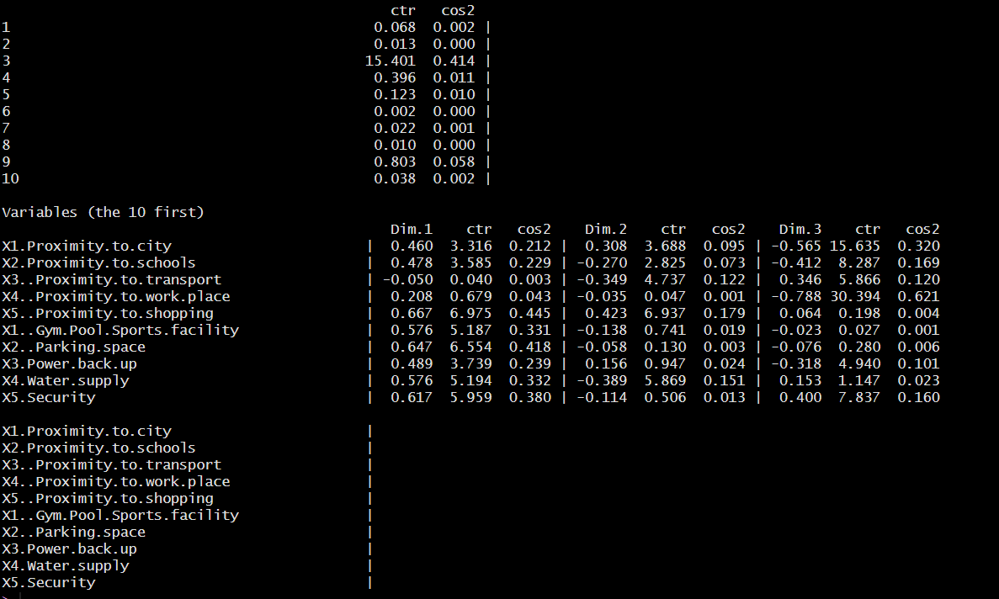 ctr cos2
1 0.068 0.002 |
2 0.013 0.000 |
3 15.401 0.414 |
4 0.396 0.011 |
5 0.123 0.010 |
6 0.002 0.000 |
7 0.022 0.001 |
8 0.010 0.000 |
9 0.803 0.058 |
10 0.038 0.002 |
Variables (the 10 first)
Dim.1 ctr cos2 Dim.2 ctr cos2 Dim.3 ctr cos2
X1.Proximity.to.city | 0.460 3.316 0.212 | 0.308 3.688 0.095 | -0.565 15.635 0.320
X2.Proximity.to.schools | 0.478 3.585 0.229 | -0.270 2.825 0.073 | -0.412 8.287 0.169
X3..Proximity.to.transport | -0.050 0.040 0.003 | -0.349 4.737 0.122 | 0.346 5.866 0.120
X4..Proximity.to.work.place | 0.208 0.679 0.043 | -0.035 0.047 0.001 | -0.788 30.394 0.621
X5..Proximity.to.shopping | 0.667 6.975 0.445 | 0.423 6.937 0.179 | 0.064 0.198 0.004
X1..Gym.Pool.Sports.facility | 0.576 5.187 0.331 | -0.138 0.741 0.019 | -0.023 0.027 0.001
X2..Parking.space | 0.647 6.554 0.418 | -0.058 0.130 0.003 | -0.076 0.280 0.006
X3.Power.back.up | 0.489 3.739 0.239 | 0.156 0.947 0.024 | -0.318 4.940 0.101
X4.Water.supply | 0.576 5.194 0.332 | -0.389 5.869 0.151 | 0.153 1.147 0.023
X5.Security | 0.617 5.959 0.380 | -0.114 0.506 0.013 | 0.400 7.837 0.160
X1.Proximity.to.city |
X2.Proximity.to.schools |
X3..Proximity.to.transport |
X4..Proximity.to.work.place |
X5..Proximity.to.shopping |
X1..Gym.Pool.Sports.facility |
X2..Parking.space |
X3.Power.back.up |
X4.Water.supply |
X5.Security |